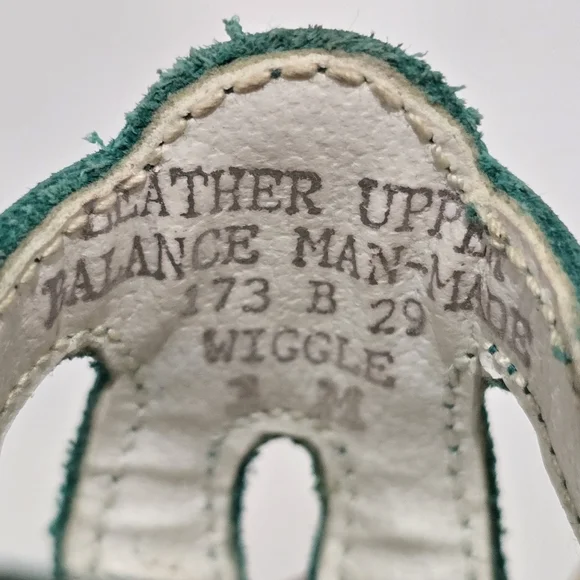 LEATHER UPPER
BALANCE MAN-MADE
173 B 29
WIGGLE
M